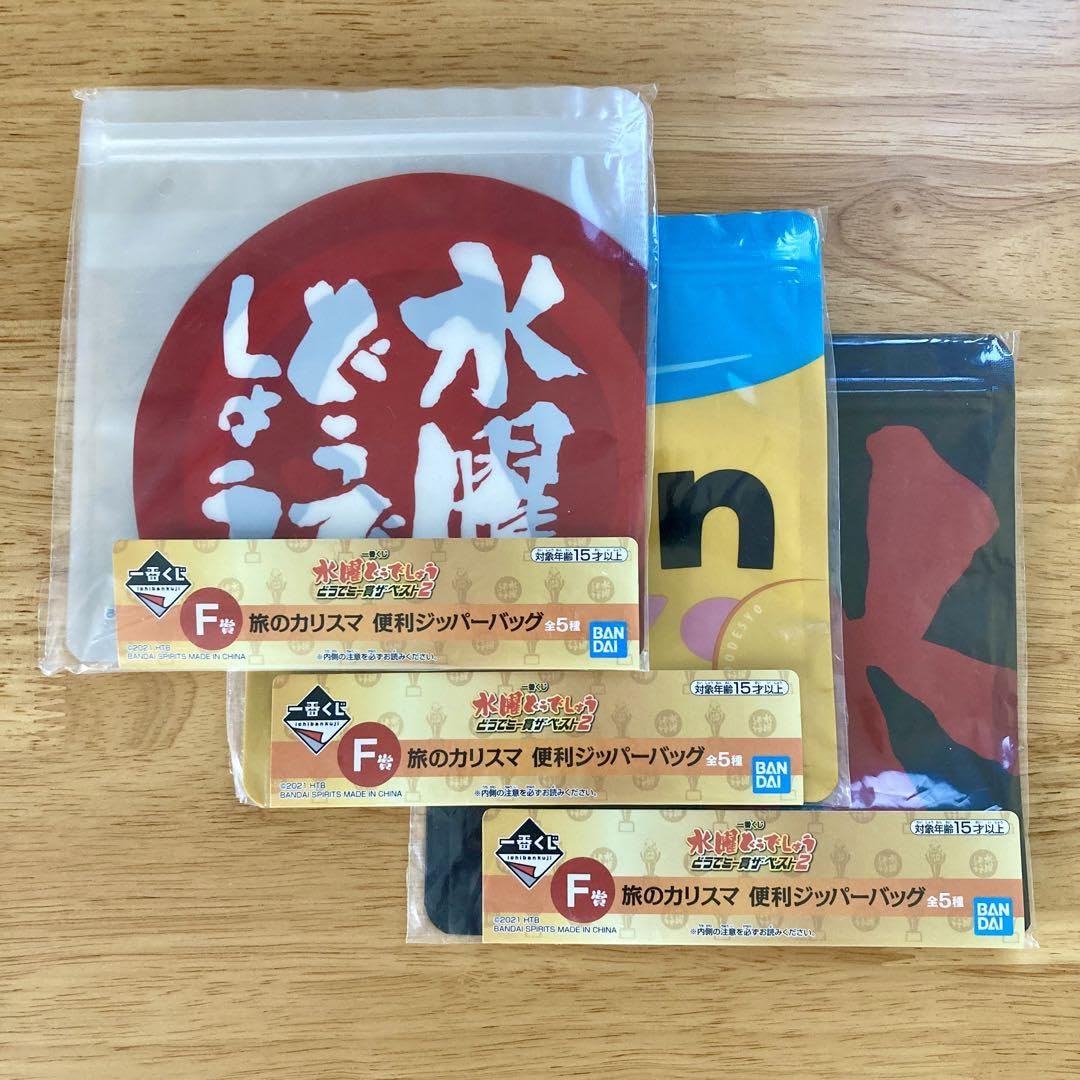 水曜
どうで
しょう
一番くじ
ichibankuji
一番くじ
水曜どうでしょう
どうでミー賞ザ・ベスト2
対象年齢15才以上
F賞 旅のカリスマ 便利ジッパーバッグ 全5種
©2021 HTB
BANDAI SPIRITS MADE IN CHINA
※内側の注意を必ずお読みください。
BANDAI
n
ODESYO
一番くじ
ichibankuji
一番くじ
水曜どうでしょう
どうでミー賞ザ・ベスト2
対象年齢15才以上
F賞 旅のカリスマ 便利ジッパーバッグ 全5種
©2021 HTB
BANDAI SPIRITS MADE IN CHINA
※内側の注意を必ずお読みください。
BANDAI
一番くじ
ichibankuji
一番くじ
水曜どうでしょう
どうでミー賞ザ・ベスト2
対象年齢15才以上
F賞 旅のカリスマ 便利ジッパーバッグ 全5種
©2021 HTB
BANDAI SPIRITS MADE IN CHINA
※内側の注意を必ずお読みください。
BANDAI